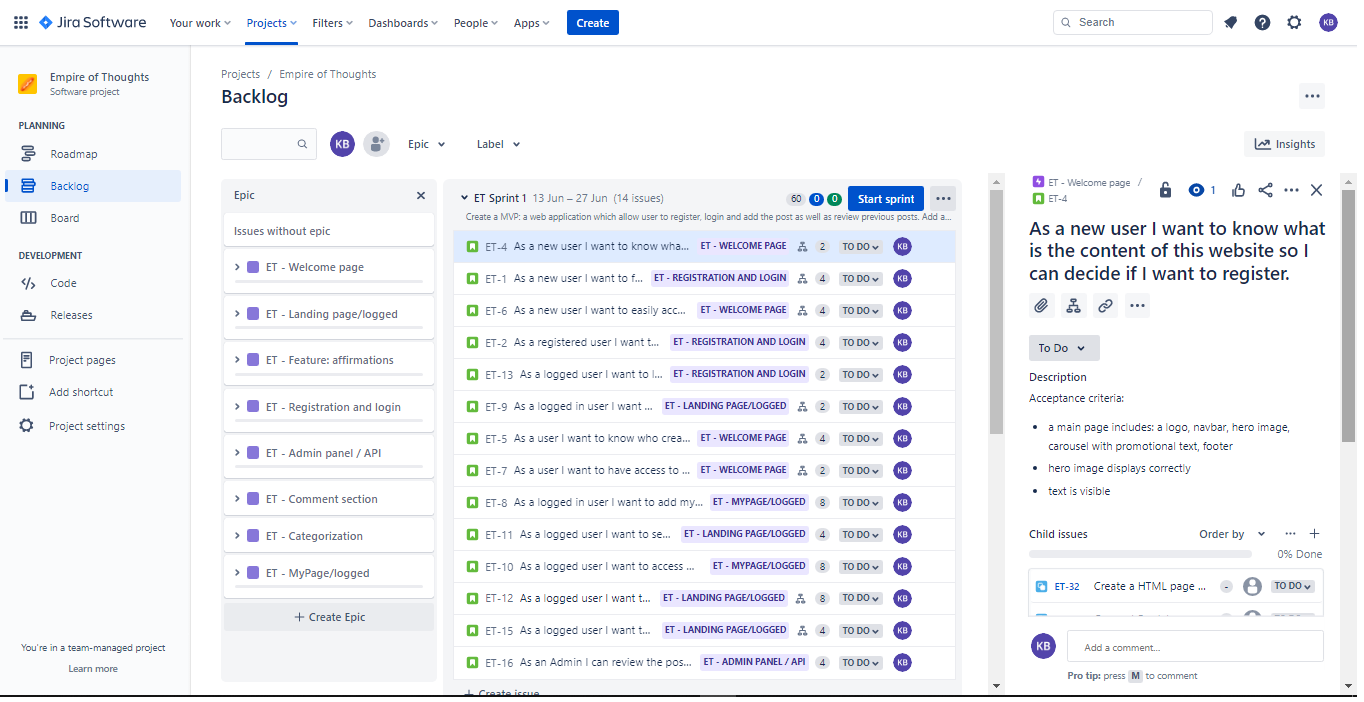 Jira Software
Your work
Projects
Filters
Dashboards
People
Apps
Create
Search
KB
Empire of Thoughts
Software project
PLANNING
Roadmap
Backlog
Board
DEVELOPMENT
Code
Releases
Project pages
Add shortcut
Project settings
You're in a team-managed project
Learn more
Projects / Empire of Thoughts
Backlog
KB
Epic
Label
Insights
Epic
Issues without epic
ET - Welcome page
ET - Landing page/logged
ET - Feature: affirmations
ET - Registration and login
ET - Admin panel / API
ET - Comment section
ET - Categorization
ET - MyPage/logged
+ Create Epic
ET Sprint 1 13 Jun – 27 Jun (14 issues) 60 0 0 Start sprint
Create a MVP: a web application which allow user to register, login and add the post as well as review previous posts. Add a...
ET-4 As a new user I want to know wha... ET - WELCOME PAGE 2 TO DO KB
ET-1 As a new user I want to f... ET - REGISTRATION AND LOGIN 4 TO DO KB
ET-6 As a new user I want to easily acc... ET - WELCOME PAGE 4 TO DO KB
ET-2 As a registered user I want t... ET - REGISTRATION AND LOGIN 4 TO DO KB
ET-13 As a logged user I want to l... ET - REGISTRATION AND LOGIN 2 TO DO KB
ET-9 As a logged in user I want ... ET - LANDING PAGE/LOGGED 2 TO DO KB
ET-5 As a user I want to know who crea... ET - WELCOME PAGE 4 TO DO KB
ET-7 As a user I want to have access to ... ET - WELCOME PAGE 2 TO DO KB
ET-8 As a logged in user I want to add my... ET - MYPAGE/LOGGED 8 TO DO KB
ET-11 As a logged user I want to se... ET - LANDING PAGE/LOGGED 4 TO DO KB
ET-10 As a logged user I want to access ... ET - MYPAGE/LOGGED 8 TO DO KB
ET-12 As a logged user I want t... ET - LANDING PAGE/LOGGED 8 TO DO KB
ET-15 As a logged user I want t... ET - LANDING PAGE/LOGGED 4 TO DO KB
ET-16 As an Admin I can review the pos... ET - ADMIN PANEL / API 4 TO DO KB
+ Create issue
ET - Welcome page /
ET-4
1
As a new user I want to know what
is the content of this website so I
can decide if I want to register.
To Do
Description
Acceptance criteria:
• a main page includes: a logo, navbar, hero image,
carousel with promotional text, footer
• hero image displays correctly
• text is visible
Child issues
Order by
0% Done
ET-32 Create a HTML page ... - TO DO
KB
Add a comment...
Pro tip: press M to comment